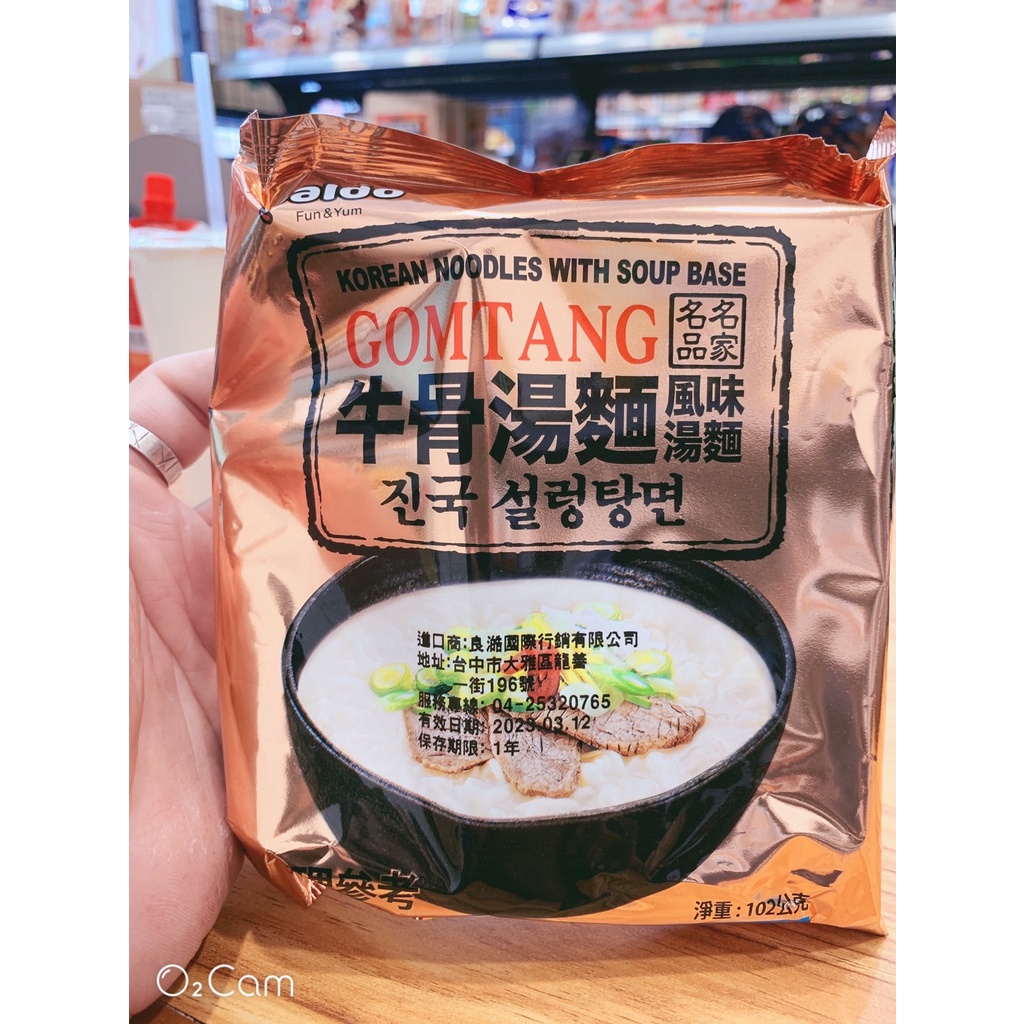 aldo
Fun & Yum
KOREAN NOODLES WITH SOUP BASE
GOMTANG
名家
名品
牛骨湯麵
風味
湯麵
진국 설렁탕면
進口商:良澔國際行銷有限公司
地址:台中市大雅區龍善
一街196號
服務專線:04-25320765
有效日期:2023.03.12
保存期限:1年
理參考
淨重:102公克
O₂Cam